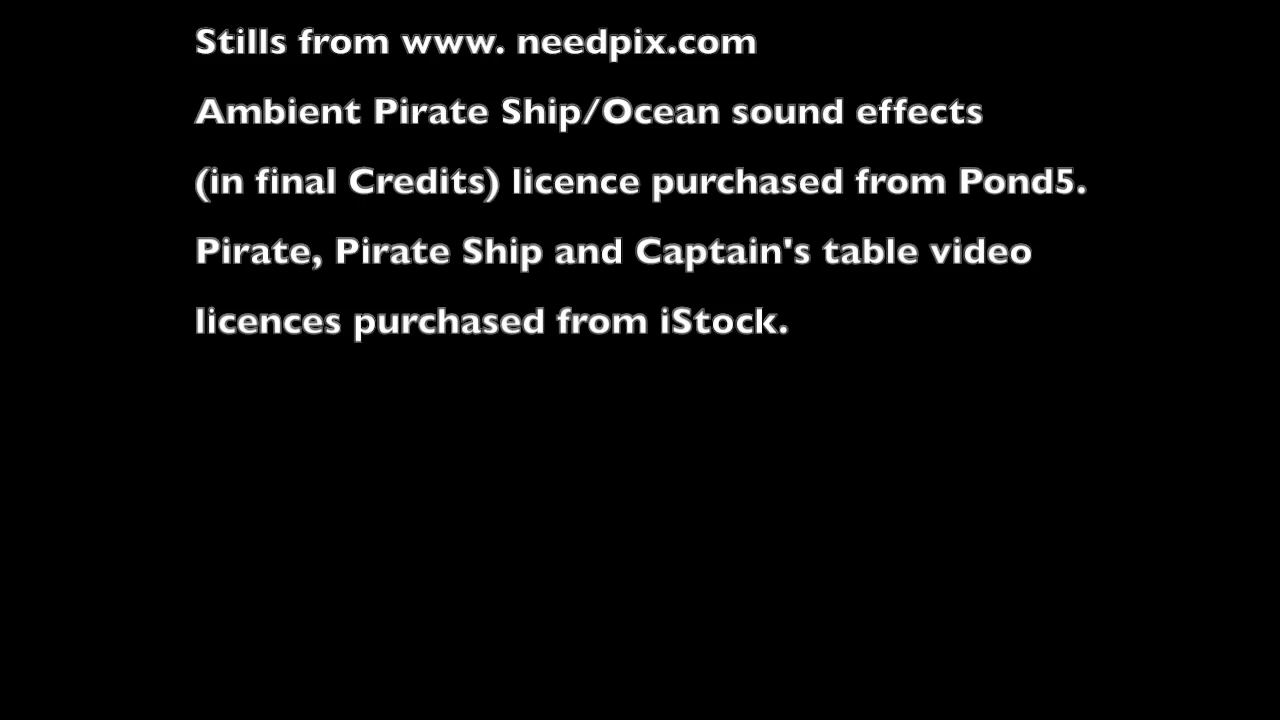 Stills from www. needpix.com
Ambient Pirate Ship/Ocean sound effects
(in final Credits) licence purchased from Pond5.
Pirate, Pirate Ship and Captain's table video
licences purchased from iStock.